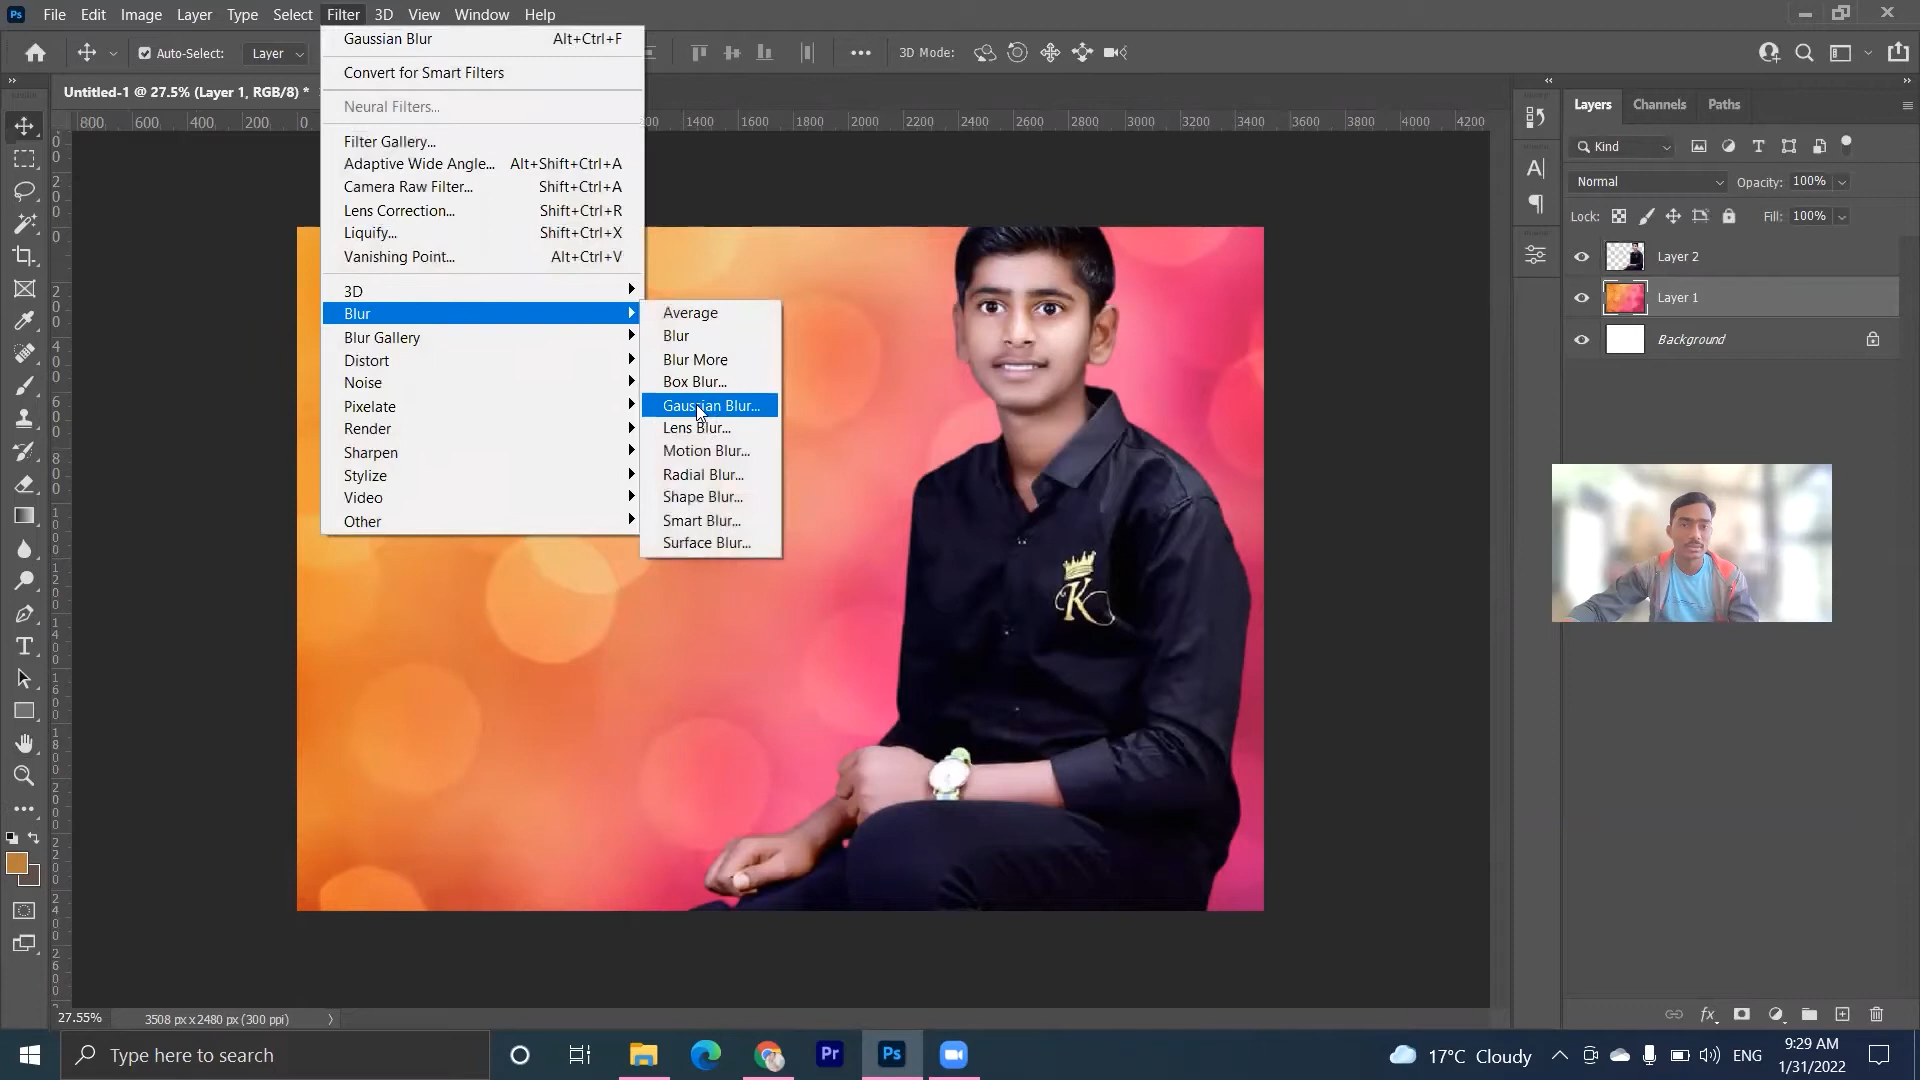 Ps File Edit Image Layer Type Select Filter 3D View Window Help
Auto-Select: Layer 3D Mode:
Untitled-1 @ 27.5% (Layer 1, RGB/8) *
800 600 400 200 0 1400 1600 1800 2000 2200 2400 2600 2800 3000 3200 3400 3600 3800 4000 4200
Gaussian Blur Alt+Ctrl+F
Convert for Smart Filters
Neural Filters...
Filter Gallery...
Adaptive Wide Angle... Alt+Shift+Ctrl+A
Camera Raw Filter... Shift+Ctrl+A
Lens Correction... Shift+Ctrl+R
Liquify... Shift+Ctrl+X
Vanishing Point... Alt+Ctrl+V
3D
Blur
Blur Gallery
Distort
Noise
Pixelate
Render
Sharpen
Stylize
Video
Other
Average
Blur
Blur More
Box Blur...
Gaussian Blur...
Lens Blur...
Motion Blur...
Radial Blur...
Shape Blur...
Smart Blur...
Surface Blur...
K
Layers Channels Paths
Kind
Normal Opacity: 100%
Lock: Fill: 100%
Layer 2
Layer 1
Background
27.55% 3508 px x 2480 px (300 ppi)
Type here to search
Pr Ps
17°C Cloudy ENG 9:29 AM
1/31/2022